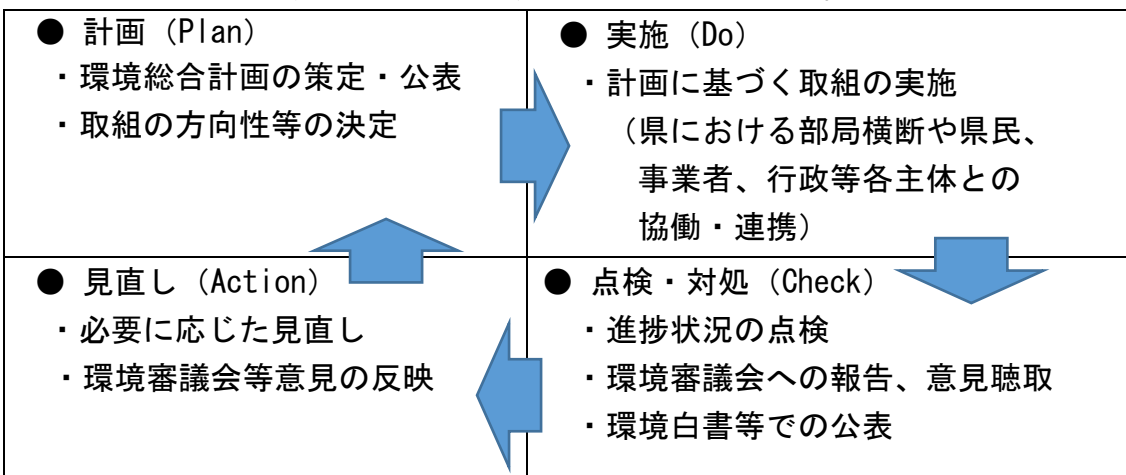 ● 計画（Plan）
・環境総合計画の策定・公表
・取組の方向性等の決定
● 実施（Do）
・計画に基づく取組の実施
（県における部局横断や県民、
事業者、行政等各主体との
協働・連携）
● 見直し（Action）
・必要に応じた見直し
・環境審議会等意見の反映
● 点検・対処（Check）
・進捗状況の点検
・環境審議会への報告、意見聴取
・環境白書等での公表